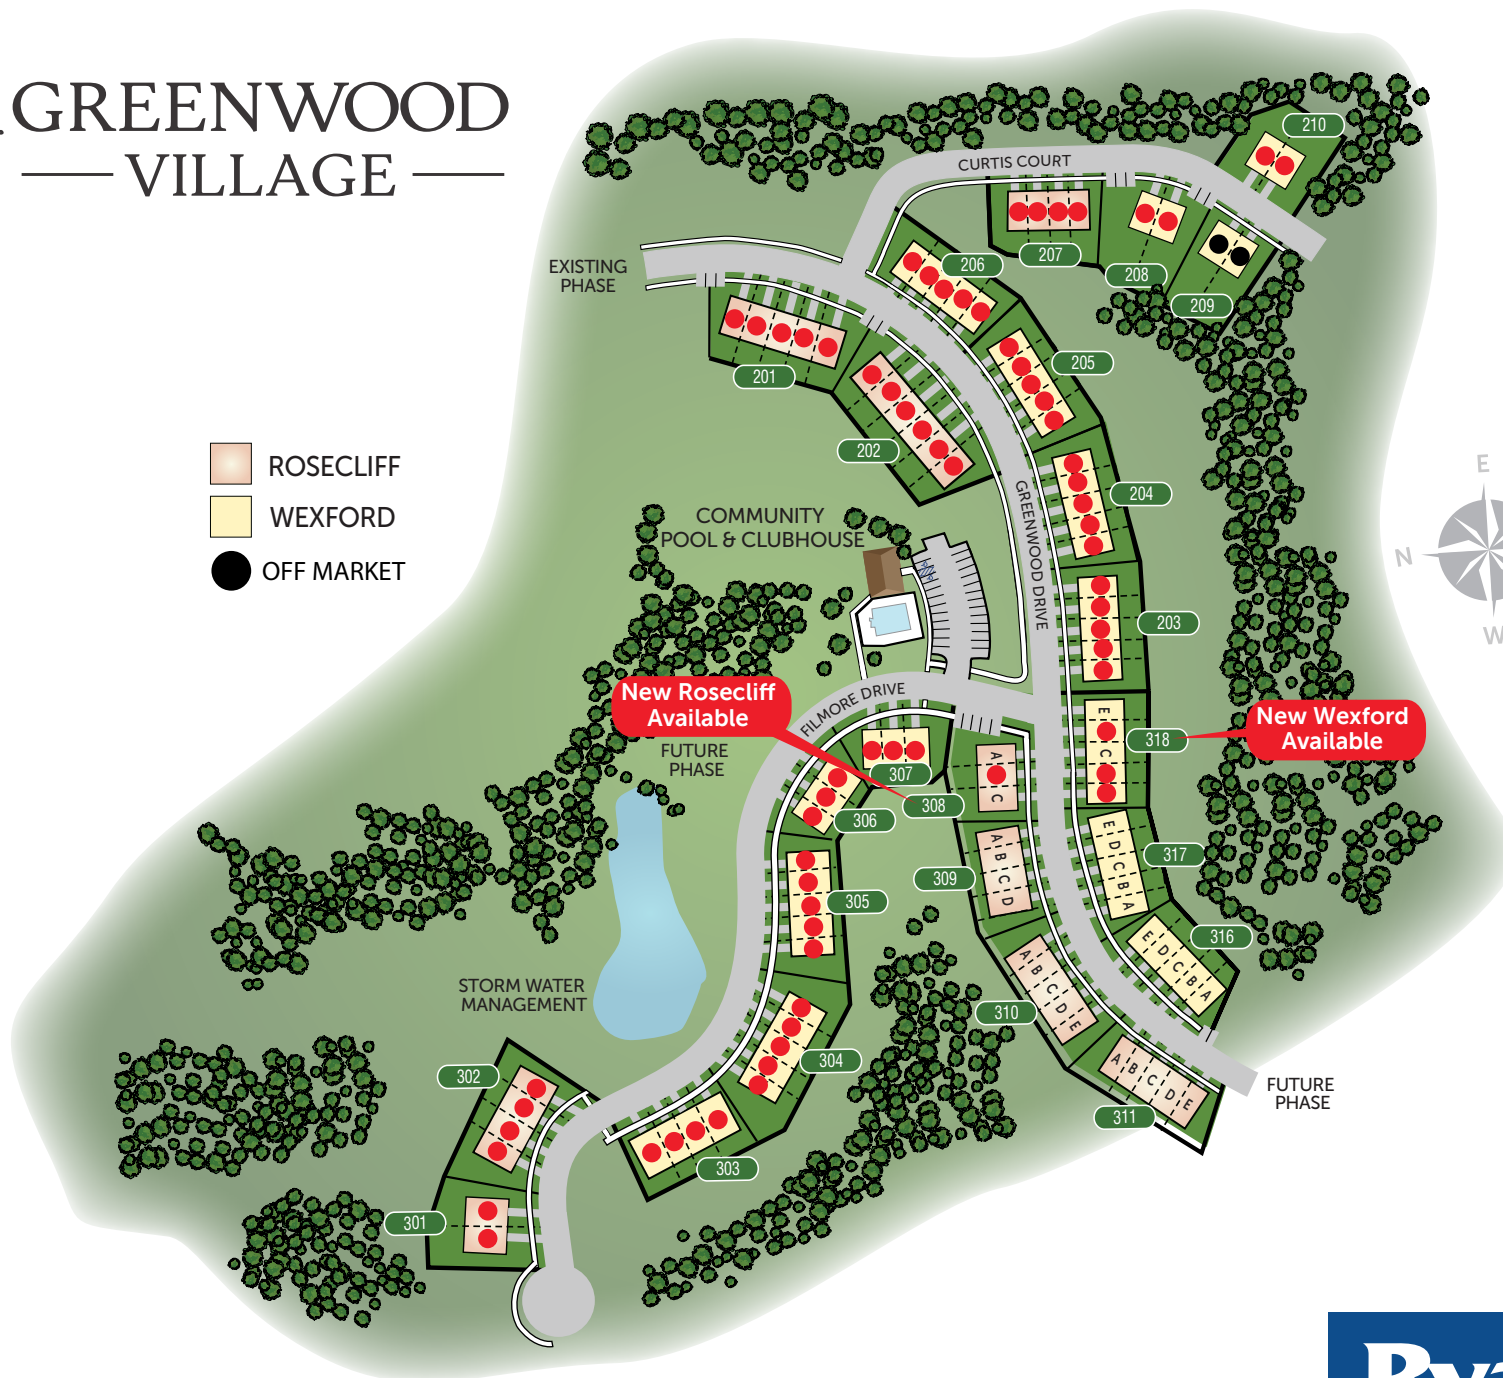 GREENWOOD
VILLAGE
ROSECLIFF
WEXFORD
OFF MARKET
CURTIS COURT
210
EXISTING
PHASE
206
207
208
209
201
205
202
204
GREENWOOD DRIVE
COMMUNITY
POOL & CLUBHOUSE
203
E
N
W
New Rosecliff
Available
FILMORE DRIVE
FUTURE
PHASE
307
308
306
A
C
E
C
318
New Wexford
Available
305
309
A B C D
E D C B A
317
316
E D C B A
STORM WATER
MANAGEMENT
310
A B C D E
304
302
311
A B C D E
FUTURE
PHASE
303
301